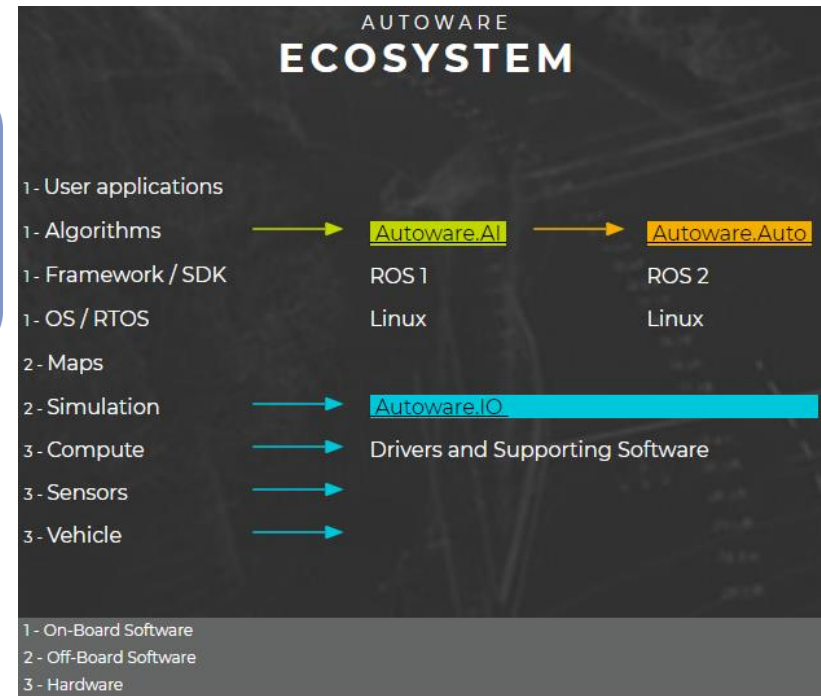 AUTOWARE
ECOSYSTEM
1- User applications
1- Algorithms Autoware.AI Autoware.Auto
1- Framework / SDK ROS 1 ROS 2
1- OS / RTOS Linux Linux
2- Maps
2- Simulation Autoware.IO
3- Compute Drivers and Supporting Software
3- Sensors
3- Vehicle
1 - On-Board Software
2 - Off-Board Software
3 - Hardware